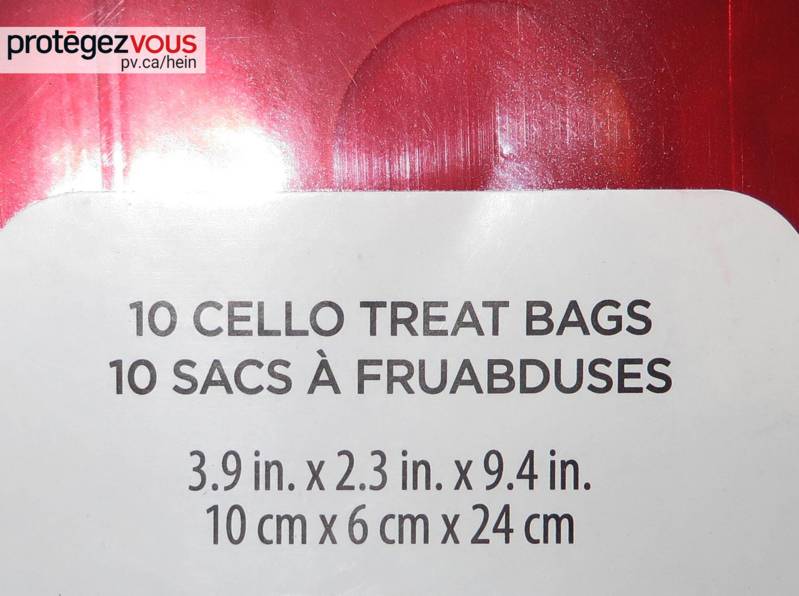 protēgezvous
pv.ca/hein
10 CELLO TREAT BAGS
10 SACS À FRUABDUSES
3.9 in. x 2.3 in. x 9.4 in.
10 cm x 6 cm x 24 cm